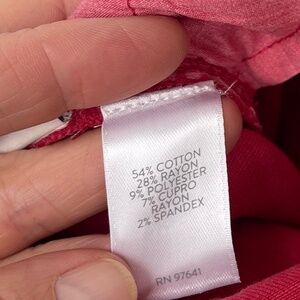 54% COTTON
28% RAYON
9% POLYESTER
7% CUPRO
RAYON
2% SPANDEX
RN 97641